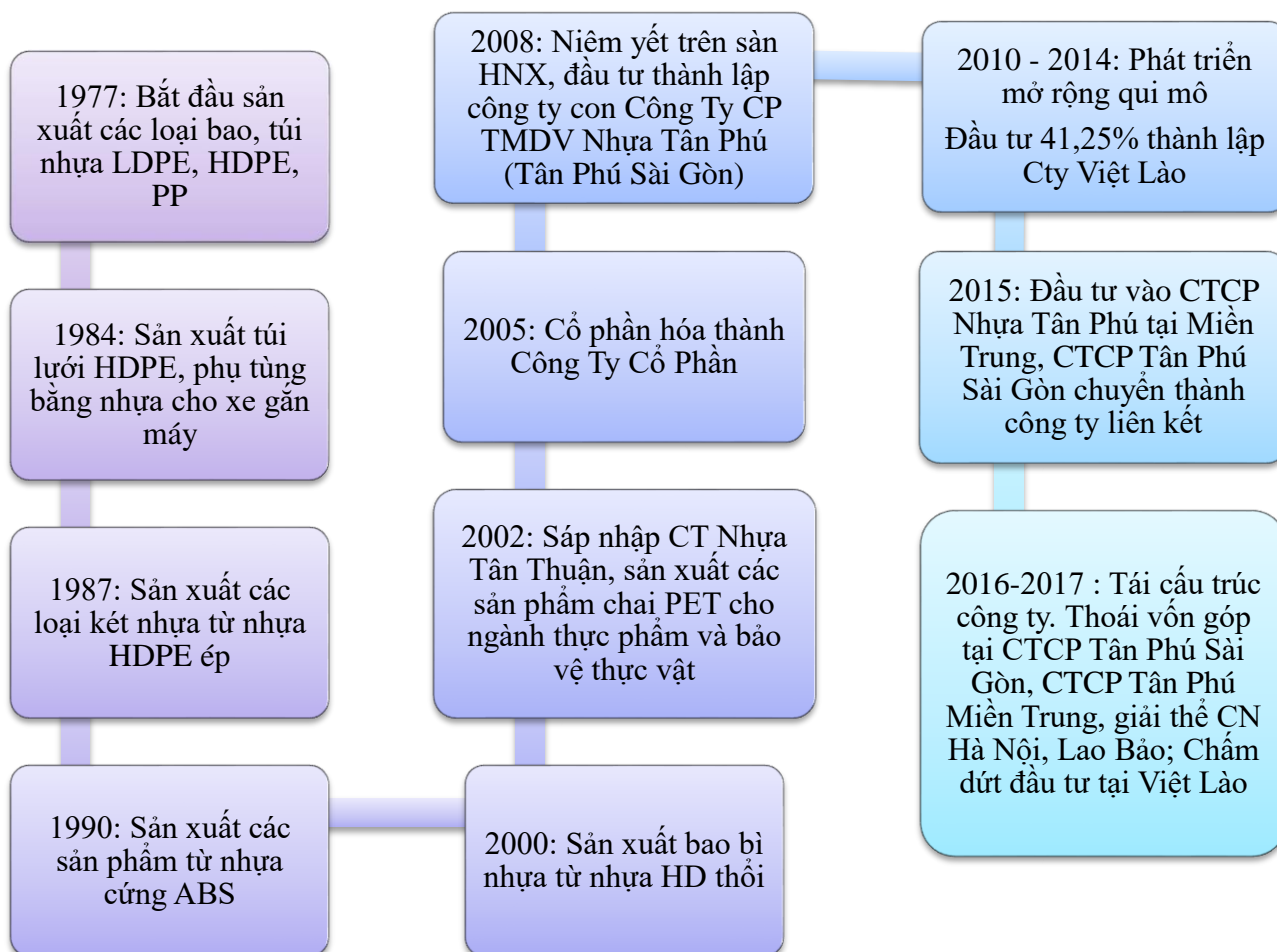 1977: Bắt đầu sản
xuất các loại bao, túi
nhựa LDPE, HDPE,
PP
1984: Sản xuất túi
lưới HDPE, phụ tùng
bằng nhựa cho xe gắn
máy
1987: Sản xuất các
loại két nhựa từ nhựa
HDPE ép
1990: Sản xuất các
sản phẩm từ nhựa
cứng ABS
2000: Sản xuất bao bì
nhựa từ nhựa HD thổi
2002: Sáp nhập CT Nhựa
Tân Thuận, sản xuất các
sản phẩm chai PET cho
ngành thực phẩm và bảo
vệ thực vật
2005: Cổ phần hóa thành
Công Ty Cổ Phần
2008: Niêm yết trên sàn
HNX, đầu tư thành lập
công ty con Công Ty CP
TMDV Nhựa Tân Phú
(Tân Phú Sài Gòn)
2010 - 2014: Phát triển
mở rộng qui mô
Đầu tư 41,25% thành lập
Cty Việt Lào
2015: Đầu tư vào CTCP
Nhựa Tân Phú tại Miền
Trung, CTCP Tân Phú
Sài Gòn chuyển thành
công ty liên kết
2016-2017 : Tái cấu trúc
công ty. Thoái vốn góp
tại CTCP Tân Phú Sài
Gòn, CTCP Tân Phú
Miền Trung, giải thể CN
Hà Nội, Lao Bảo; Chấm
dứt đầu tư tại Việt Lào